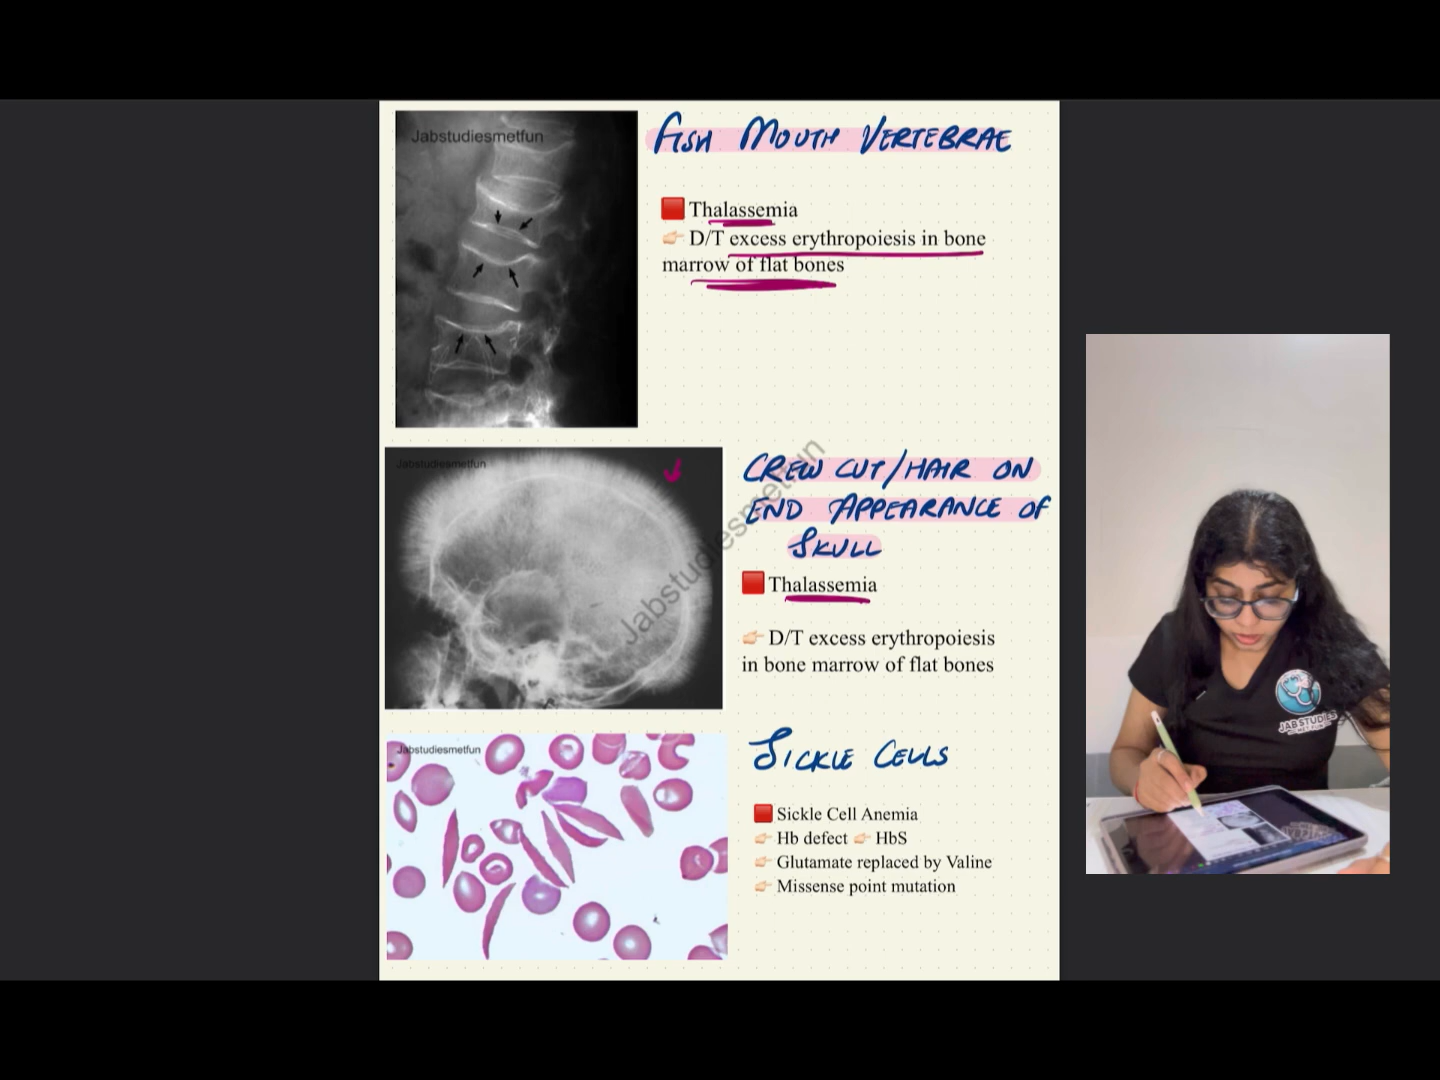 Jabstudiesmetfun
FISH MOUTH VERTEBRAE
Thalassemia
D/T excess erythropoiesis in bone
marrow of flat bones
Jabstudiesmetfun
CREW CUT/HAIR ON
END APPEARANCE OF
SKULL
Thalassemia
D/T excess erythropoiesis
in bone marrow of flat bones
Jabstudiesmetfun
Jabstudiesmetfun
SICKLE CELLS
Sickle Cell Anemia
Hb defect HbS
Glutamate replaced by Valine
Missense point mutation
JAB STUDIES